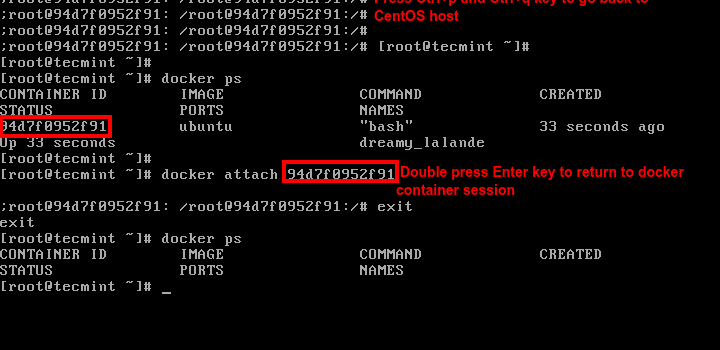 ;root@94d7f0952f91: /root@94d7f0952f91:/# Press Ctrl+p and Ctrl+q key to go back to
;root@94d7f0952f91: /root@94d7f0952f91:/# CentOS host
;root@94d7f0952f91: /root@94d7f0952f91:/#
;root@94d7f0952f91: /root@94d7f0952f91:/# [root@tecmint ~]#
[root@tecmint ~]#
[root@tecmint ~]# docker ps
CONTAINER ID IMAGE COMMAND CREATED
STATUS PORTS NAMES
94d7f0952f91 ubuntu "bash" 33 seconds ago
Up 33 seconds dreamy_lalande
[root@tecmint ~]#
[root@tecmint ~]# docker attach 94d7f0952f91 Double press Enter key to return to docker
container session
;root@94d7f0952f91: /root@94d7f0952f91:/# exit
exit
[root@tecmint ~]# docker ps
CONTAINER ID IMAGE COMMAND CREATED
STATUS PORTS NAMES
[root@tecmint ~]# _